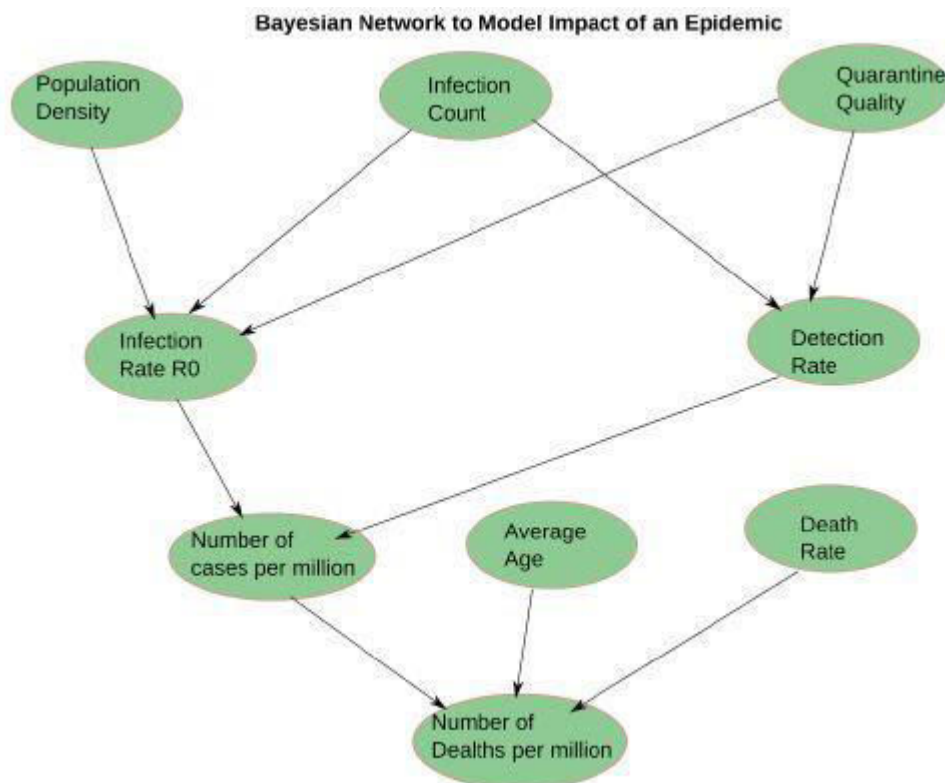 Bayesian Network to Model Impact of an Epidemic
Population
Density
Infection
Count
Quarantine
Quality
Infection
Rate R0
Detection
Rate
Number of
cases per million
Average
Age
Death
Rate
Number of
Dealths per million